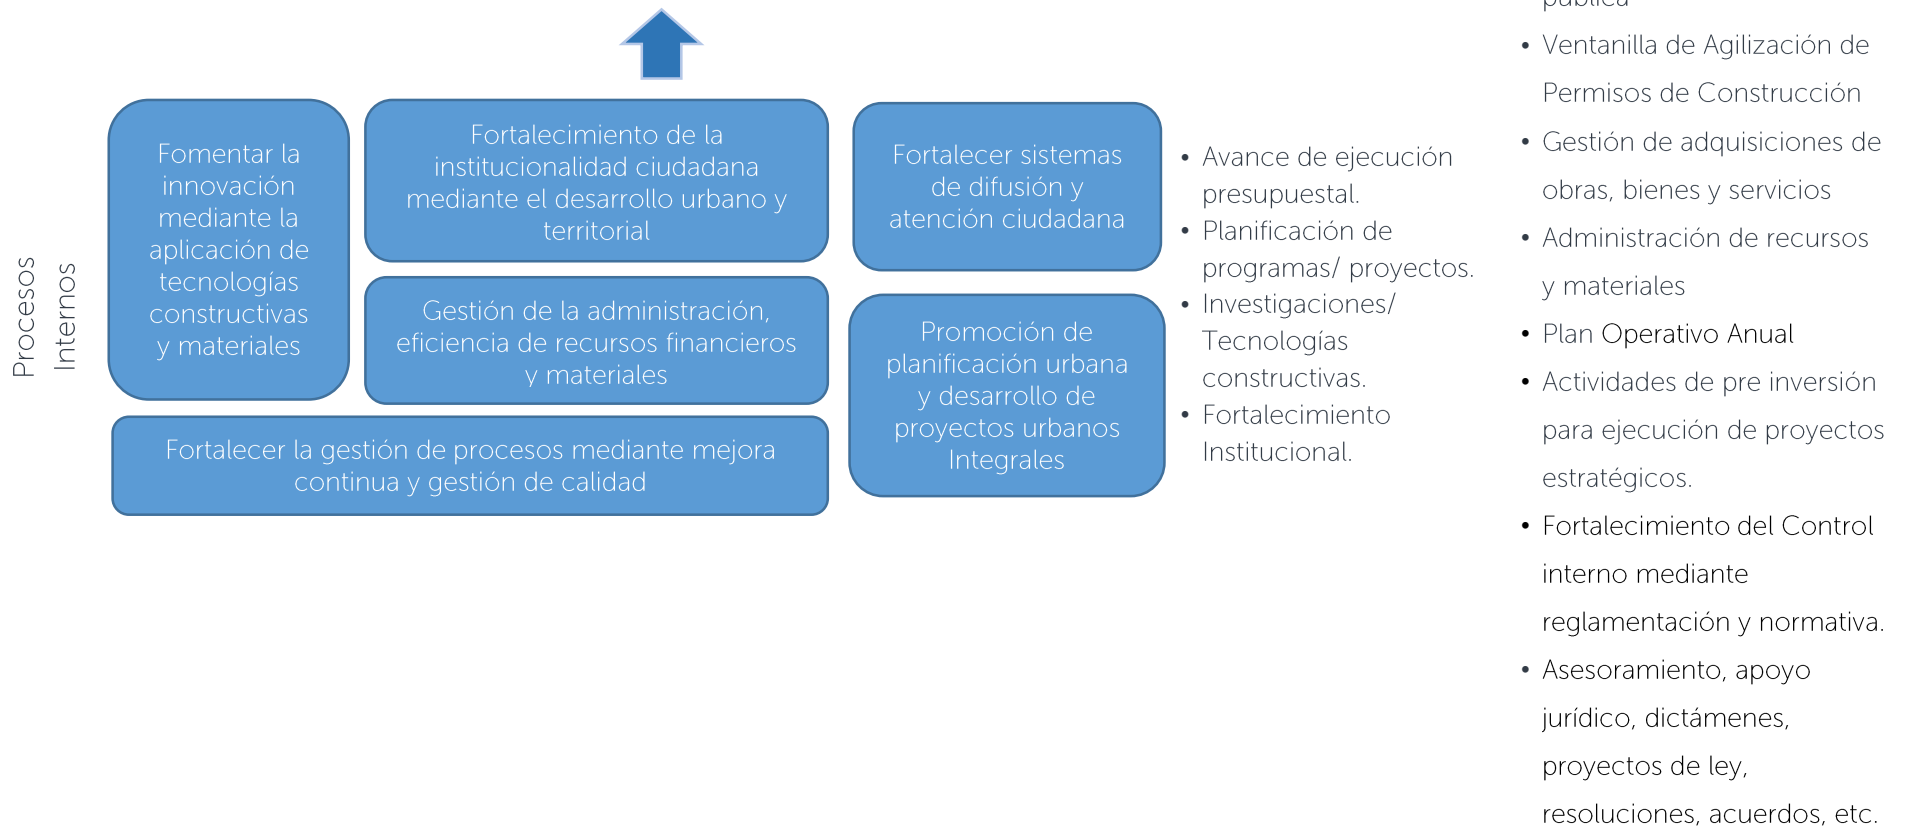 Procesos
Internos
Fomentar la
innovación
mediante la
aplicación de
tecnologías
constructivas
y materiales
Fortalecimiento de la
institucionalidad ciudadana
mediante el desarrollo urbano y
territorial
Gestión de la administración,
eficiencia de recursos financieros
y materiales
Fortalecer la gestión de procesos mediante mejora
continua y gestión de calidad
Fortalecer sistemas
de difusión y
atención ciudadana
Promoción de
planificación urbana
y desarrollo de
proyectos urbanos
Integrales
• Avance de ejecución
presupuestal.
• Planificación de
programas/ proyectos.
• Investigaciones/
Tecnologías
constructivas.
• Fortalecimiento
Institucional.
• Ventanilla de Agilización de
Permisos de Construcción
• Gestión de adquisiciones de
obras, bienes y servicios
• Administración de recursos
y materiales
• Plan Operativo Anual
• Actividades de pre inversión
para ejecución de proyectos
estratégicos.
• Fortalecimiento del Control
interno mediante
reglamentación y normativa.
• Asesoramiento, apoyo
jurídico, dictámenes,
proyectos de ley,
resoluciones, acuerdos, etc.